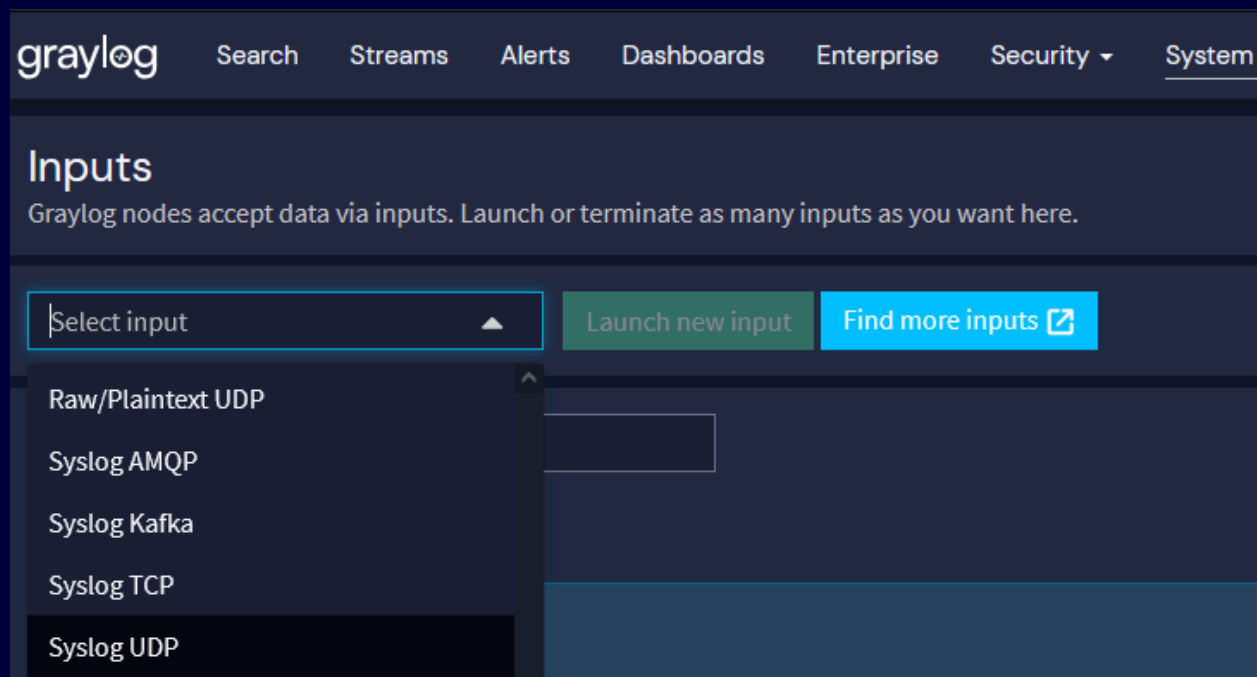 graylog Search Streams Alerts Dashboards Enterprise Security System
Inputs
Graylog nodes accept data via inputs. Launch or terminate as many inputs as you want here.
Select input Launch new input Find more inputs
Raw/Plaintext UDP
Syslog AMQP
Syslog Kafka
Syslog TCP
Syslog UDP